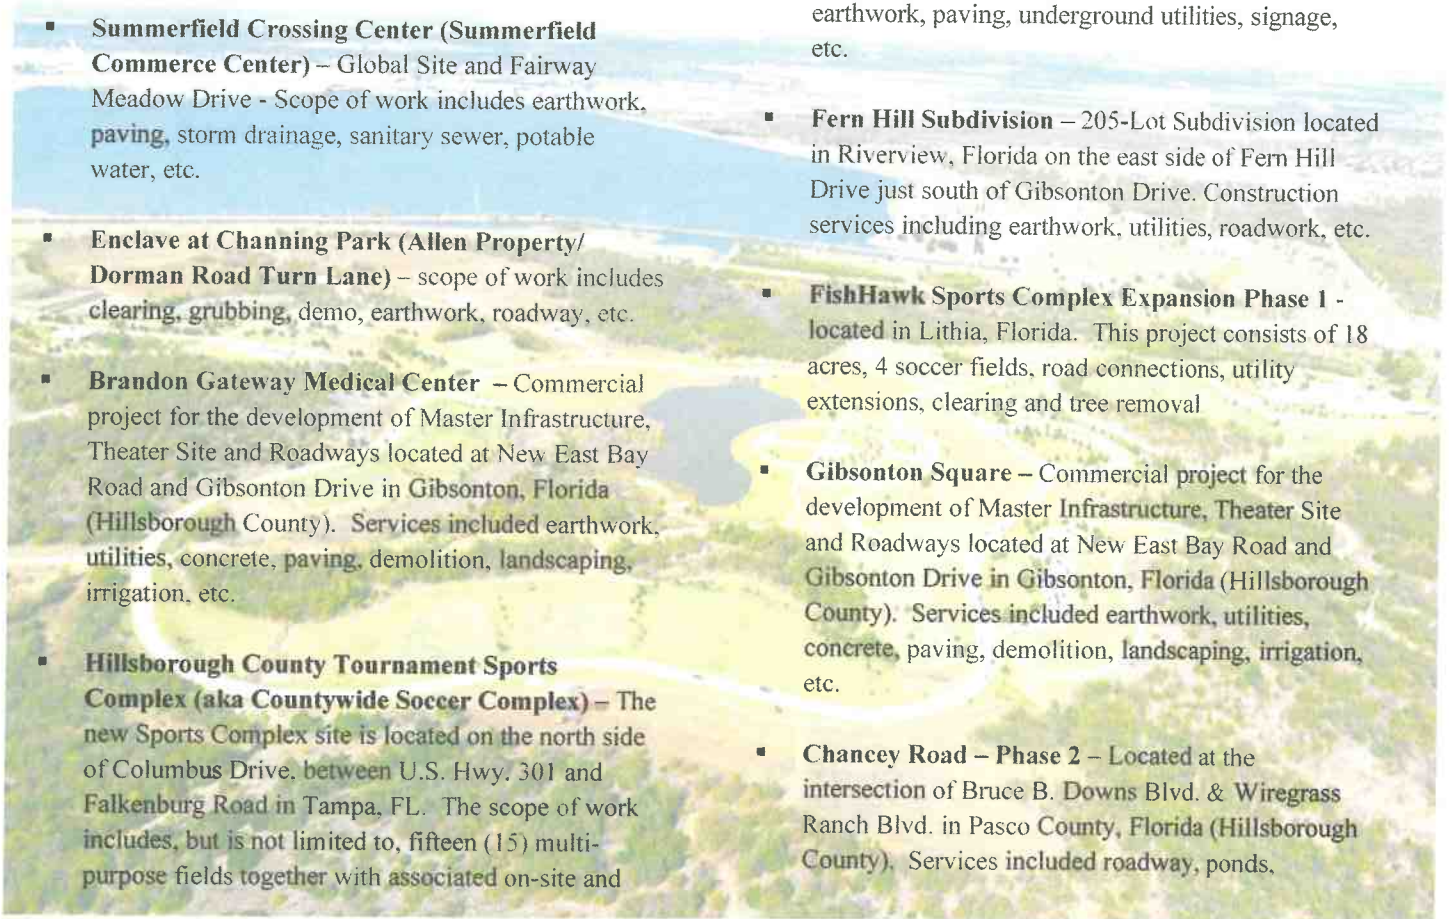 ▪ Summerfield Crossing Center (Summerfield
Commerce Center) – Global Site and Fairway
Meadow Drive - Scope of work includes earthwork,
paving, storm drainage, sanitary sewer, potable
water, etc.
▪ Enclave at Channing Park (Allen Property/
Dorman Road Turn Lane) – scope of work includes
clearing, grubbing, demo, earthwork, roadway, etc.
▪ Brandon Gateway Medical Center – Commercial
project for the development of Master Infrastructure,
Theater Site and Roadways located at New East Bay
Road and Gibsonton Drive in Gibsonton, Florida
(Hillsborough County). Services included earthwork,
utilities, concrete, paving, demolition, landscaping,
irrigation, etc.
▪ Hillsborough County Tournament Sports
Complex (aka Countywide Soccer Complex) – The
new Sports Complex site is located on the north side
of Columbus Drive, between U.S. Hwy. 301 and
Falkenburg Road in Tampa, FL. The scope of work
includes, but is not limited to, fifteen (15) multi-
purpose fields together with associated on-site and
earthwork, paving, underground utilities, signage,
etc.
▪ Fern Hill Subdivision – 205-Lot Subdivision located
in Riverview, Florida on the east side of Fern Hill
Drive just south of Gibsonton Drive. Construction
services including earthwork, utilities, roadwork, etc.
▪ FishHawk Sports Complex Expansion Phase 1 -
located in Lithia, Florida. This project consists of 18
acres, 4 soccer fields, road connections, utility
extensions, clearing and tree removal
▪ Gibsonton Square – Commercial project for the
development of Master Infrastructure, Theater Site
and Roadways located at New East Bay Road and
Gibsonton Drive in Gibsonton, Florida (Hillsborough
County). Services included earthwork, utilities,
concrete, paving, demolition, landscaping, irrigation,
etc.
▪ Chancey Road – Phase 2 – Located at the
intersection of Bruce B. Downs Blvd. & Wiregrass
Ranch Blvd. in Pasco County, Florida (Hillsborough
County). Services included roadway, ponds,